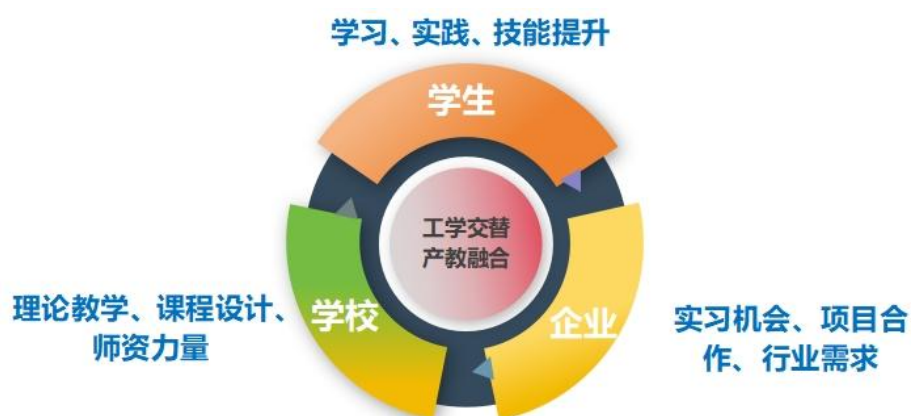 学习、实践、技能提升
学生
工学交替
产教融合
理论教学、课程设计、
师资力量
学校
企业
实习机会、项目合
作、行业需求